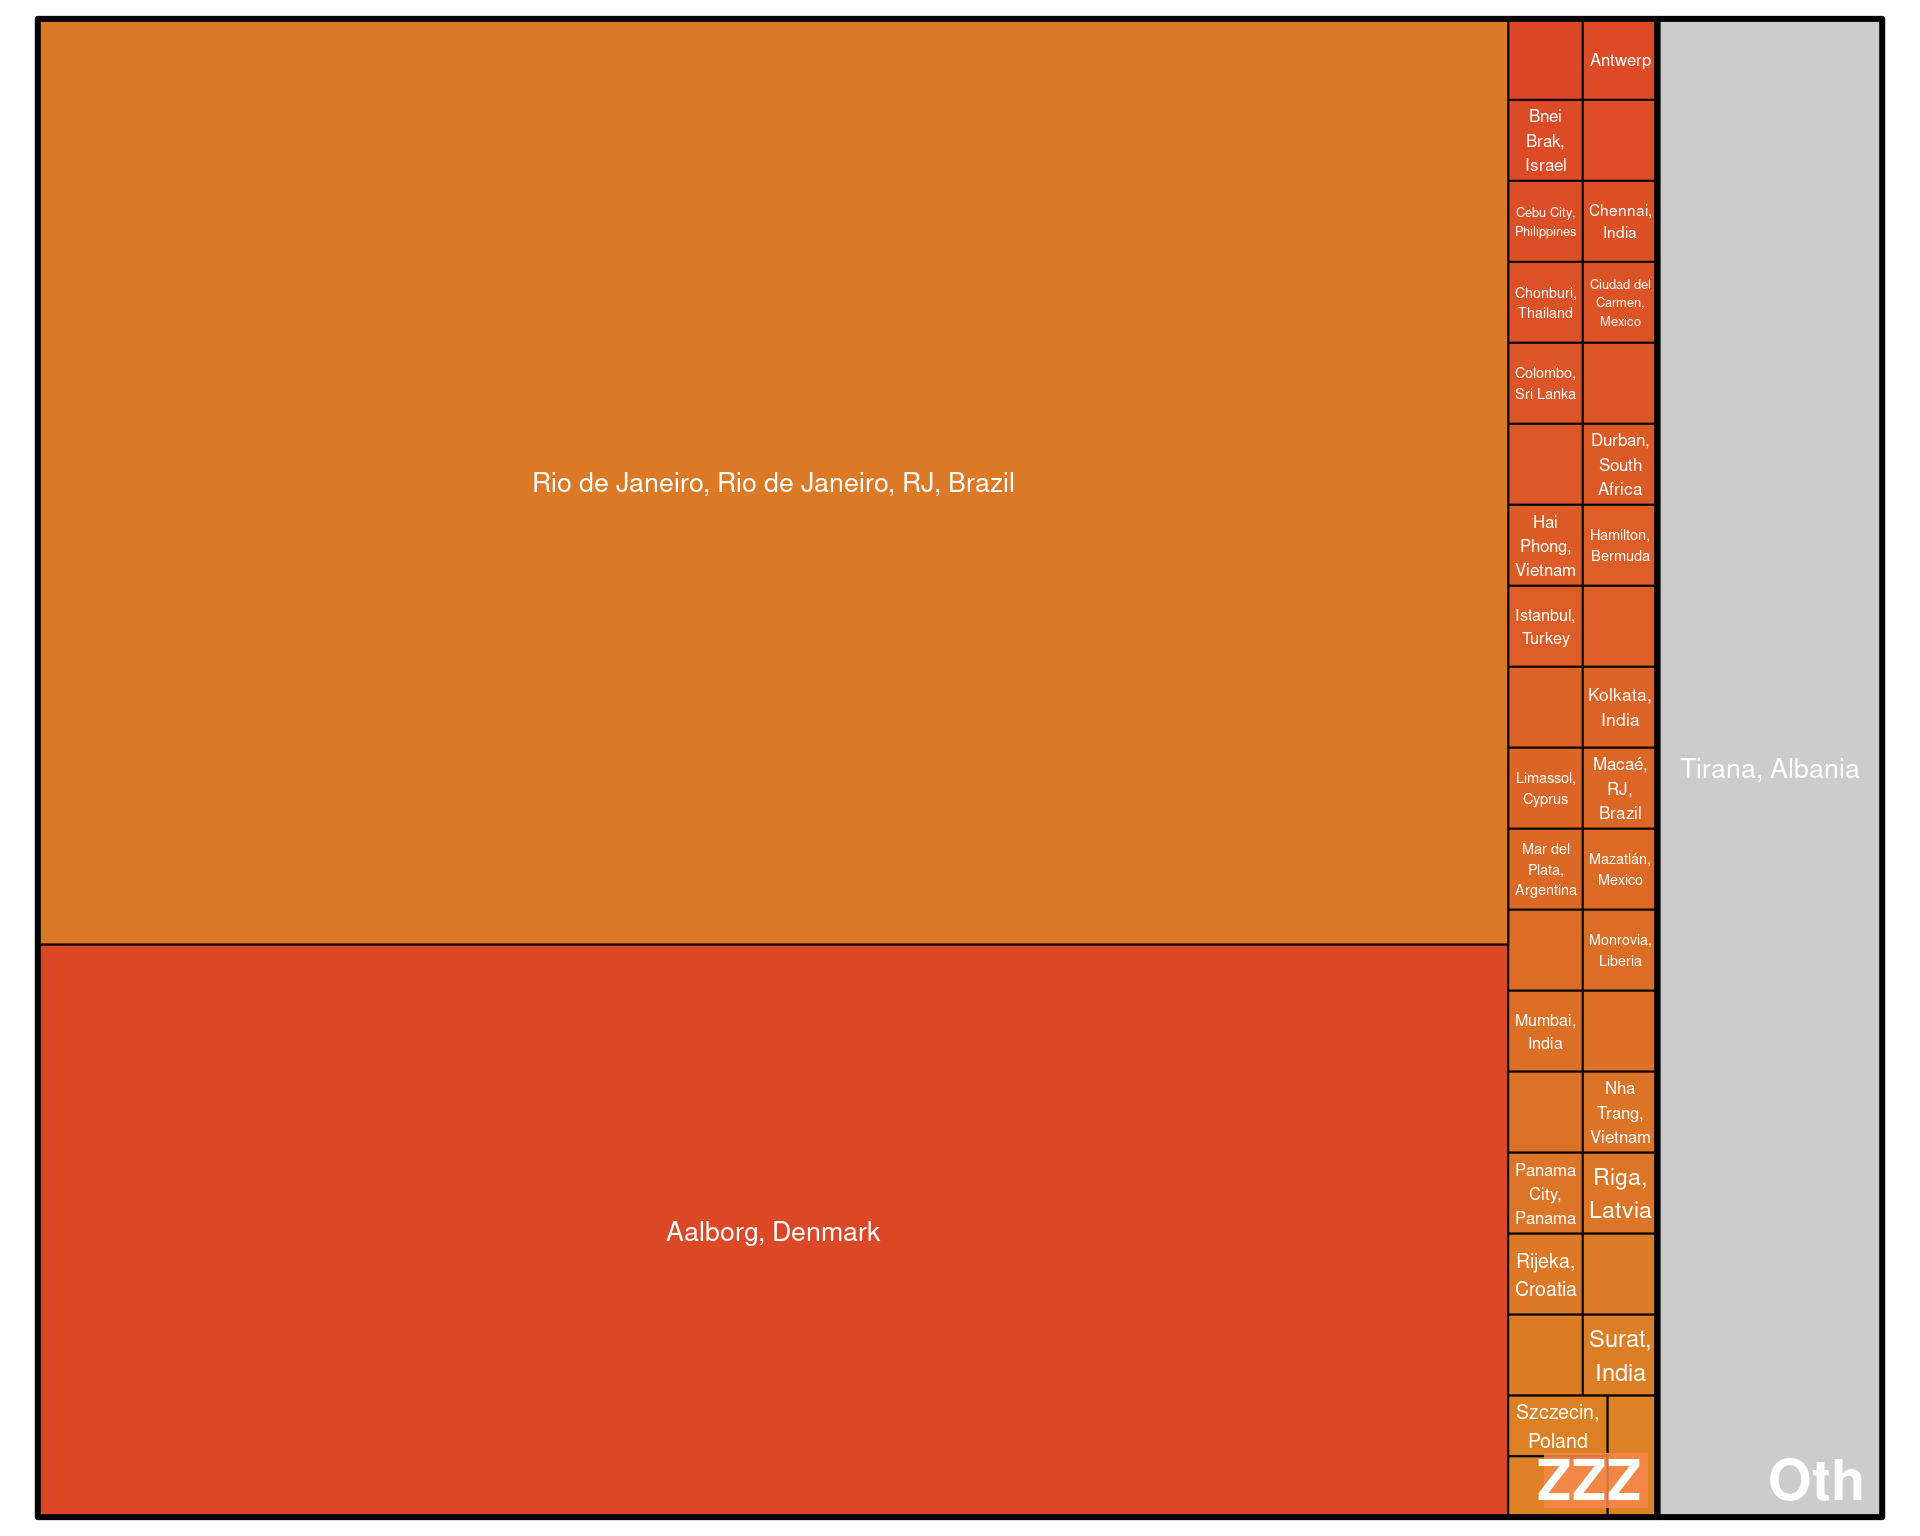 Rio de Janeiro, Rio de Janeiro, RJ, Brazil
Aalborg, Denmark
Antwerp
Bnei
Brak,
Israel
Cebu City,
Philippines
Chennai,
India
Chonburi,
Thailand
Ciudad del
Carmen,
Mexico
Colombo,
Sri Lanka
Durban,
South
Africa
Hai
Phong,
Vietnam
Hamilton,
Bermuda
Istanbul,
Turkey
Kolkata,
India
Limassol,
Cyprus
Macaé,
RJ,
Brazil
Mar del
Plata,
Argentina
Mazatlán,
Mexico
Monrovia,
Liberia
Mumbai,
India
Nha
Trang,
Vietnam
Panama
City,
Panama
Riga,
Latvia
Rijeka,
Croatia
Surat,
India
Szczecin,
Poland
ZZZ
Tirana, Albania
Oth